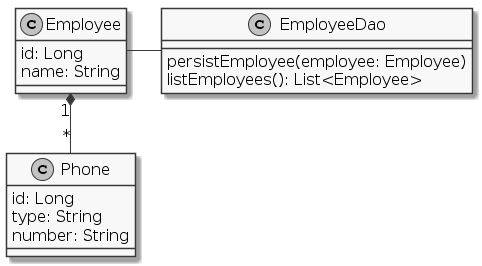 C Employee
id: Long
name: String
C EmployeeDao
persistEmployee(employee: Employee)
listEmployees(): List<Employee>
1
*
C Phone
id: Long
type: String
number: String